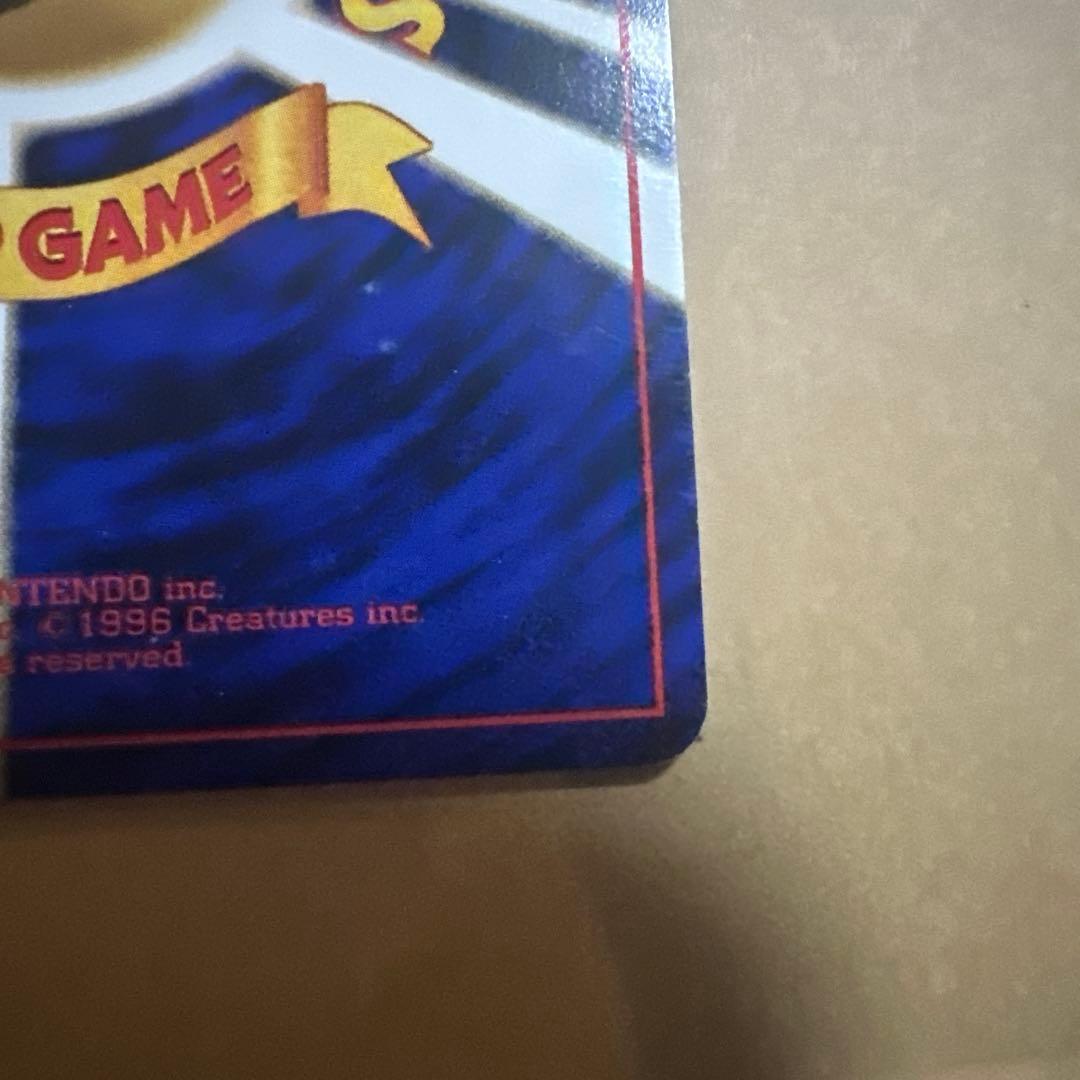 S
GAME
NTENDO inc.
© 1996 Creatures inc.
reserved.